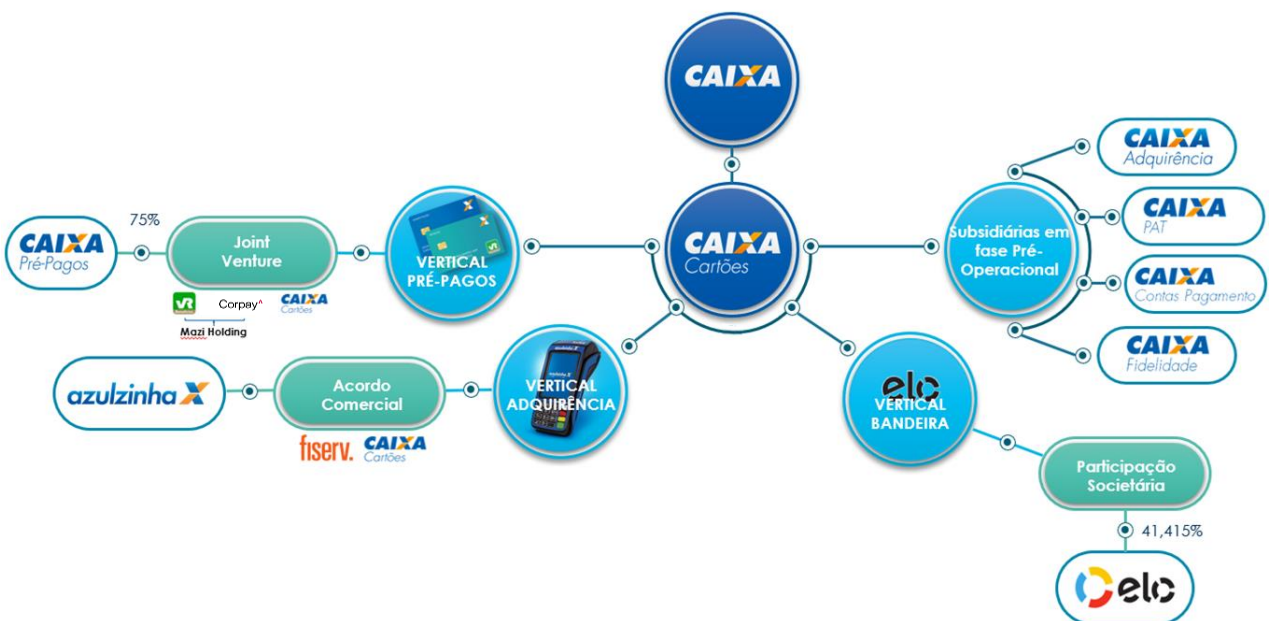 CAIXA
CAIXA
Cartões
75%
CAIXA
Pré-Pagos
Joint
Venture
VR
Corpay^
CAIXA
Cartões
Mazi Holding
VERTICAL
PRÉ-PAGOS
azulzinha
Acordo
Comercial
fiserv.
CAIXA
Cartões
VERTICAL
ADQUIRÊNCIA
elo
VERTICAL
BANDEIRA
Participação
Societária
41,415%
elo
Subsidiárias em
fase Pré-
Operacional
CAIXA
Adquirência
CAIXA
PAT
CAIXA
Contas Pagamento
CAIXA
Fidelidade